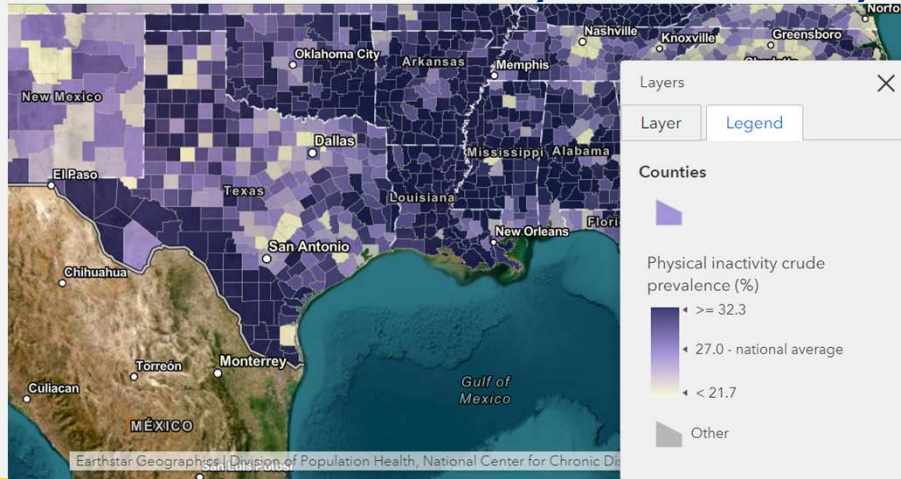 Norfo
Nashville
Knoxville
Greensboro
Oklahoma City
Arkansas
Memphis
New Mexico
Dallas
Mississippi
Alabama
El Paso
Texas
Louisiana
New Orleans
Flori
San Antonio
Chihuahua
Torreón
Monterrey
Culiacan
Gulf of
Mexico
MÉXICO
Earthstar Geographics | Division of Population Health, National Center for Chronic Di
Layers
Layer
Legend
Counties
Physical inactivity crude
prevalence (%)
>= 32.3
27.0 - national average
< 21.7
Other